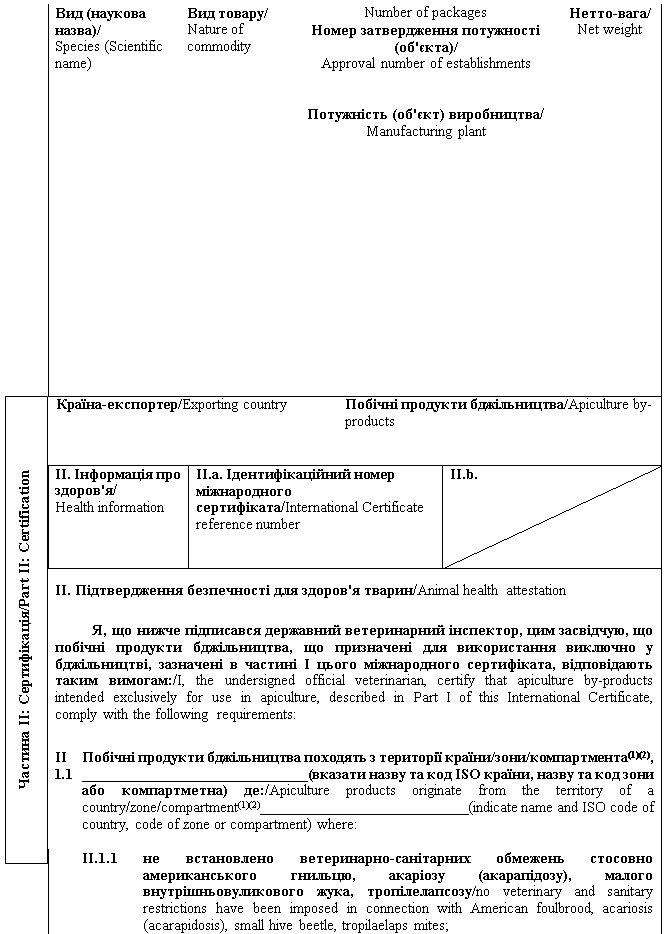 Вид (наукова
назва)/
Species (Scientific
name)
Вид товару/
Nature of
commodity
Number of packages
Номер затвердження потужності
(об'єкта)/
Approval number of establishments
Потужність (об'єкт) виробництва/
Manufacturing plant
Нетто-вага/
Net weight
Частина II: Сертифікація/Part II: Certification
Країна-експортер/Exporting country
Побічні продукти бджільництва/Apiculture by-
products
II. Інформація про
здоров'я/
Health information
II.a. Ідентифікаційний номер
міжнародного
сертифіката/International Certificate
reference number
II.b.
II. Підтвердження безпечності для здоров'я тварин/Animal health attestation
Я, що нижче підписався державний ветеринарний інспектор, цим засвідчую, що
побічні продукти бджільництва, що призначені для використання виключно у
бджільництві, зазначені в частині I цього міжнародного сертифіката, відповідають
таким вимогам:/I, the undersigned official veterinarian, certify that apiculture by-products
intended exclusively for use in apiculture, described in Part I of this International Certificate,
comply with the following requirements:
II Побічні продукти бджільництва походять з території країни/зони/компартмента(1)(2),
1.1 ________________________________(вказати назву та код ISO країни, назву та код зони
або компартметна) де:/Apiculture products originate from the territory of a
country/zone/compartment(1)(2)______________________________(indicate name and ISO code of
country, code of zone or compartment) where:
II.1.1 не встановлено ветеринарно-санітарних обмежень стосовно
американського гнильцю, акаріозу (акарапідозу), малого
внутрішньовуликового жука, тропілелапсозу/no veterinary and sanitary
restrictions have been imposed in connection with American foulbrood, acariosis
(acarapidosis), small hive beetle, tropilaelaps mites;